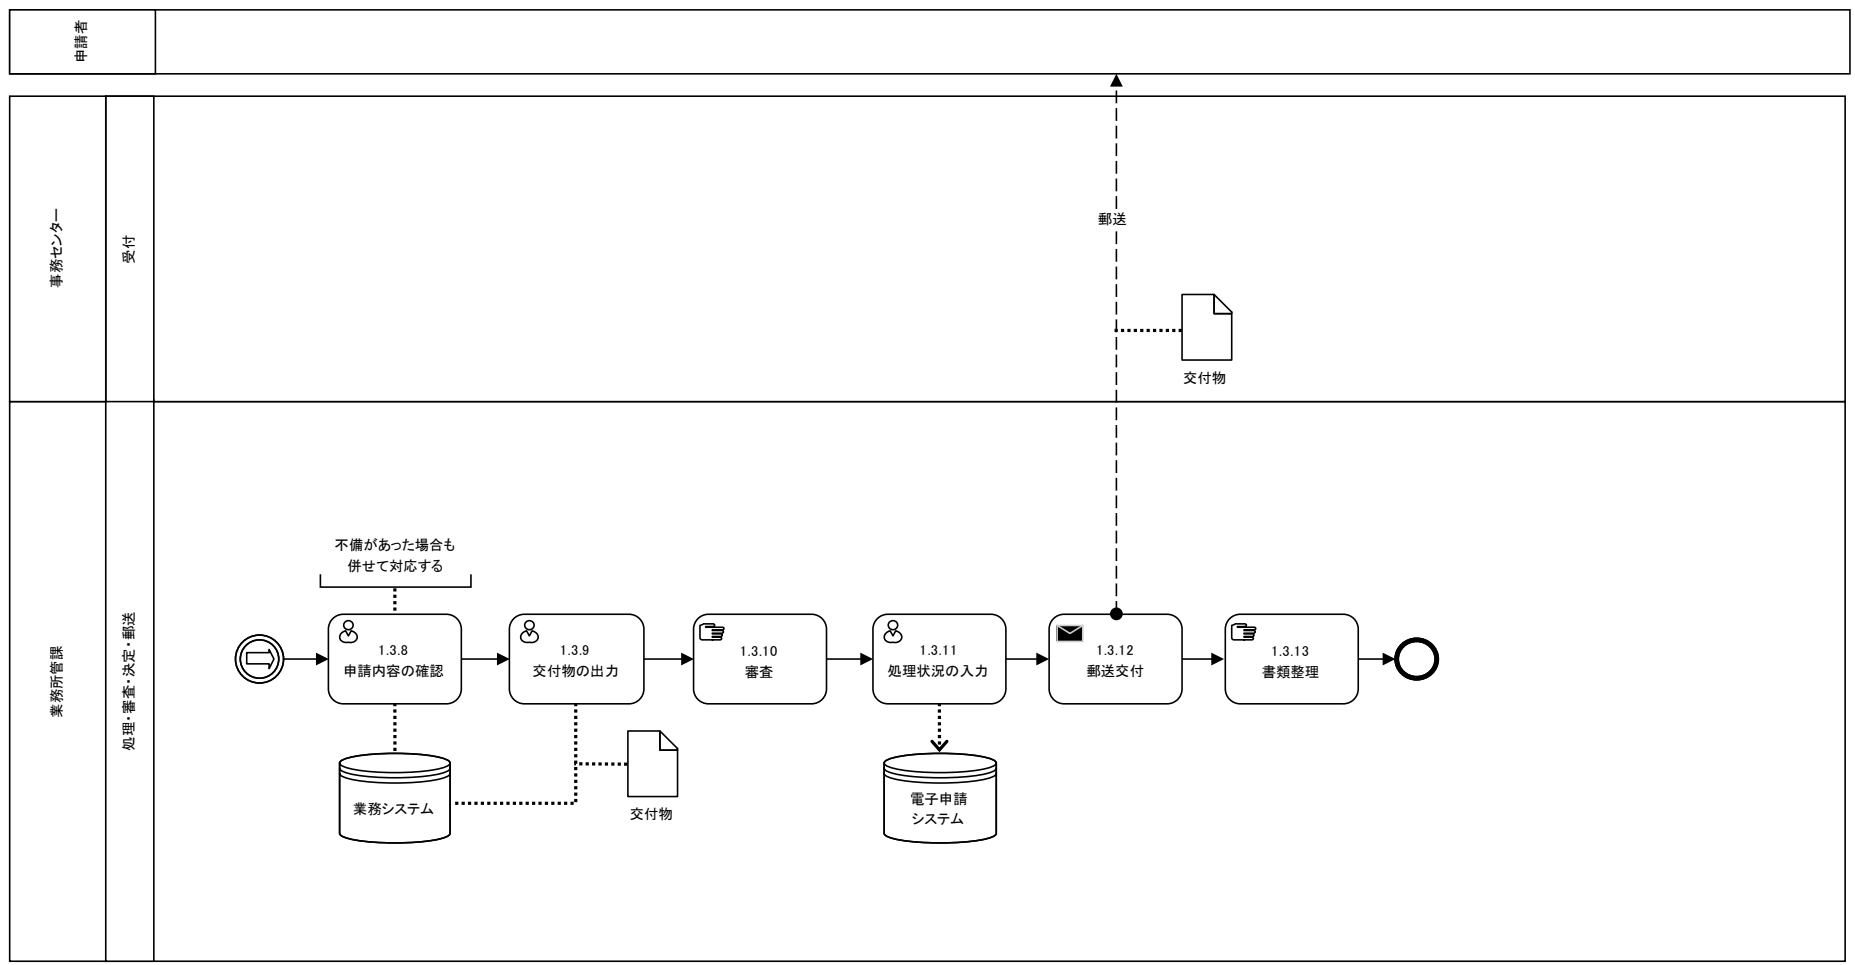 申請者
事務センター
受付
郵送
交付物
業務所管課
処理・審査・決定・郵送
不備があった場合も
併せて対応する
1.3.8
申請内容の確認
1.3.9
交付物の出力
1.3.10
審査
1.3.11
処理状況の入力
1.3.12
郵送交付
1.3.13
書類整理
業務システム
交付物
電子申請
システム